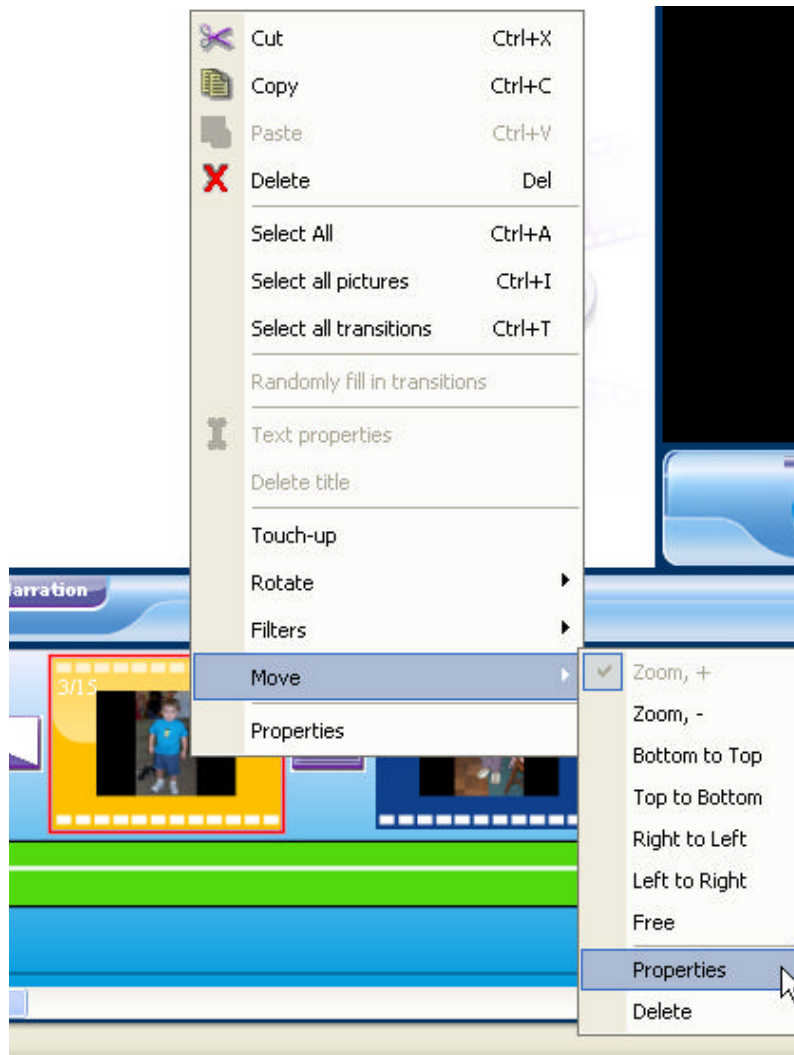 Cut Ctrl+X
Copy Ctrl+C
Paste Ctrl+V
Delete Del
Select All Ctrl+A
Select all pictures Ctrl+I
Select all transitions Ctrl+T
Randomly fill in transitions
Text properties
Delete title
Touch-up
Rotate
Filters
Move
Properties
arration
3/15
Zoom, +
Zoom, -
Bottom to Top
Top to Bottom
Right to Left
Left to Right
Free
Properties
Delete